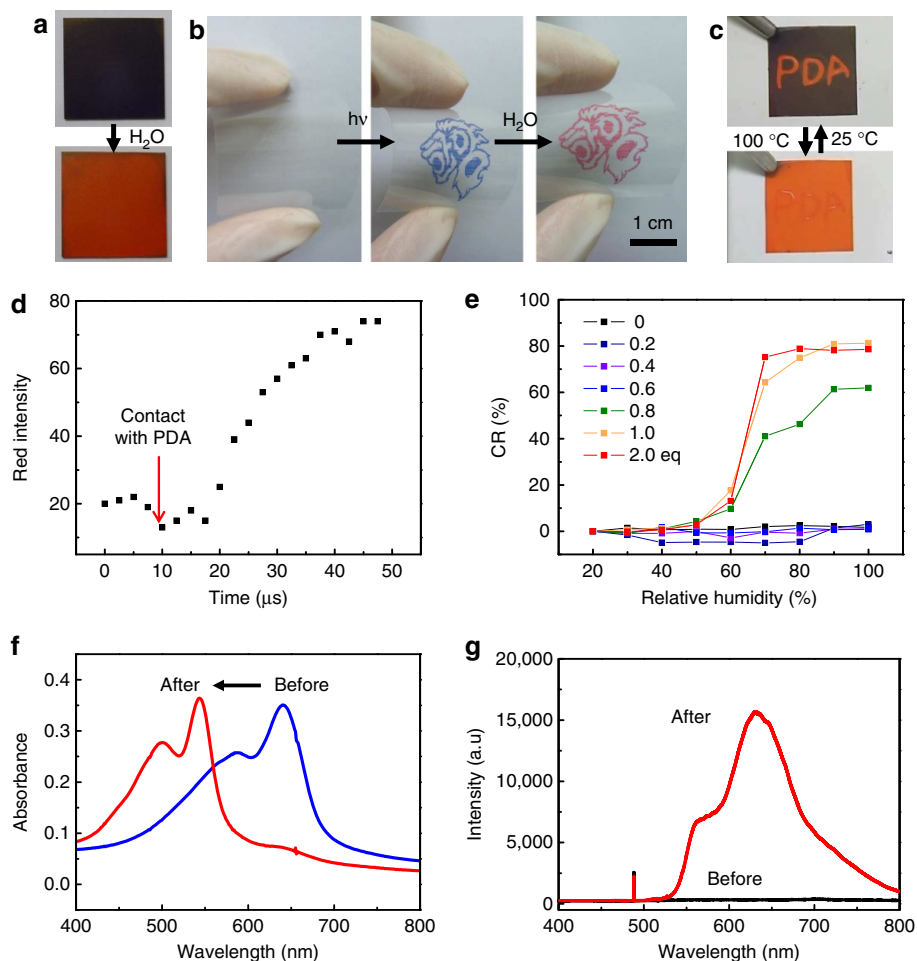 a
H₂O
b
hν
H₂O
1 cm
c
PDA
100 °C
25 °C
PDA
d
80
60
40
20
Red intensity
Contact
with PDA
0 10 20 30 40 50
Time (μs)
e
100
80
60
40
20
0
CR (%)
0
0.2
0.4
0.6
0.8
1.0
2.0 eq
20 40 60 80 100
Relative humidity (%)
f
0.4
0.3
0.2
0.1
0.0
Absorbance
After
Before
400 500 600 700 800
Wavelength (nm)
g
20,000
15,000
10,000
5,000
0
Intensity (a.u)
After
Before
400 500 600 700 800
Wavelength (nm)